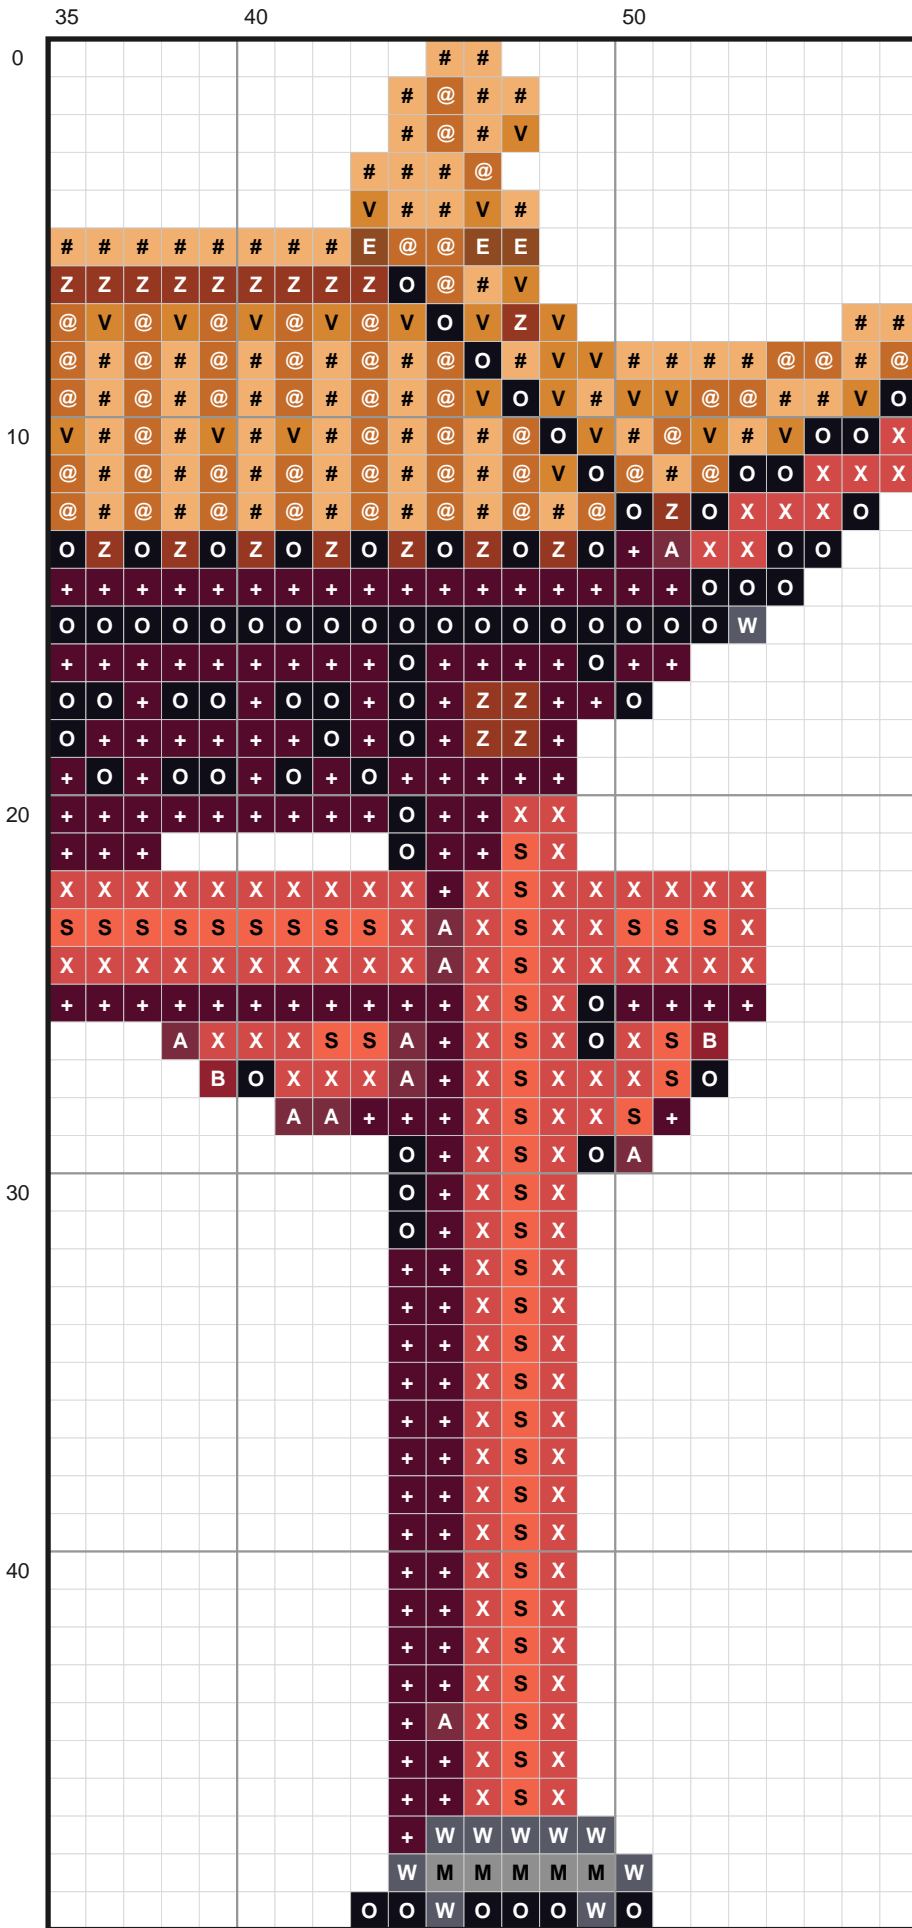 35 40 50
0 # #
# @ # #
# @ # V
# # # @
V # # V #
# # # # # # # # E @ @ E E
Z Z Z Z Z Z Z Z Z O @ # V
@ V @ V @ V @ V @ V O V Z V # #
@ # @ # @ # @ # @ # @ O # V V # # # # @ @ # @
@ # @ # @ # @ # @ # @ V O V # V V @ @ # # V O
10 V # @ # V # V # @ # @ # @ O V # @ V # V O O X
@ # @ # @ # @ # @ # @ # @ V O @ # @ O O X X X
@ # @ # @ # @ # @ # @ # @ # @ O Z O X X X O
O Z O Z O Z O Z O Z O Z O Z O + A X X O O
+ + + + + + + + + + + + + + + + + O O O
O O O O O O O O O O O O O O O O O O W
+ + + + + + + + + O + + + + O + +
O O + O O + O O + O + Z Z + + O
O + + + + + + O + O + Z Z +
+ O + O O + O + O + + + + +
20 + + + + + + + + + O + + X X
+ + + O + + S X
X X X X X X X X X X + X S X X X X X X
S S S S S S S S S X A X S X X S S S X
X X X X X X X X X X A X S X X X X X X
+ + + + + + + + + + + X S X O + + + +
A X X X S S A + X S X O X S B
B O X X X A + X S X X X S O
A A + + + X S X X S +
O + X S X O A
30 O + X S X
O + X S X
+ + X S X
+ + X S X
+ + X S X
+ + X S X
+ + X S X
+ + X S X
+ + X S X
+ + X S X
40 + + X S X
+ + X S X
+ + X S X
+ + X S X
+ A X S X
+ + X S X
+ + X S X
+ W W W W W
W M M M M M W
O O W O O O W O